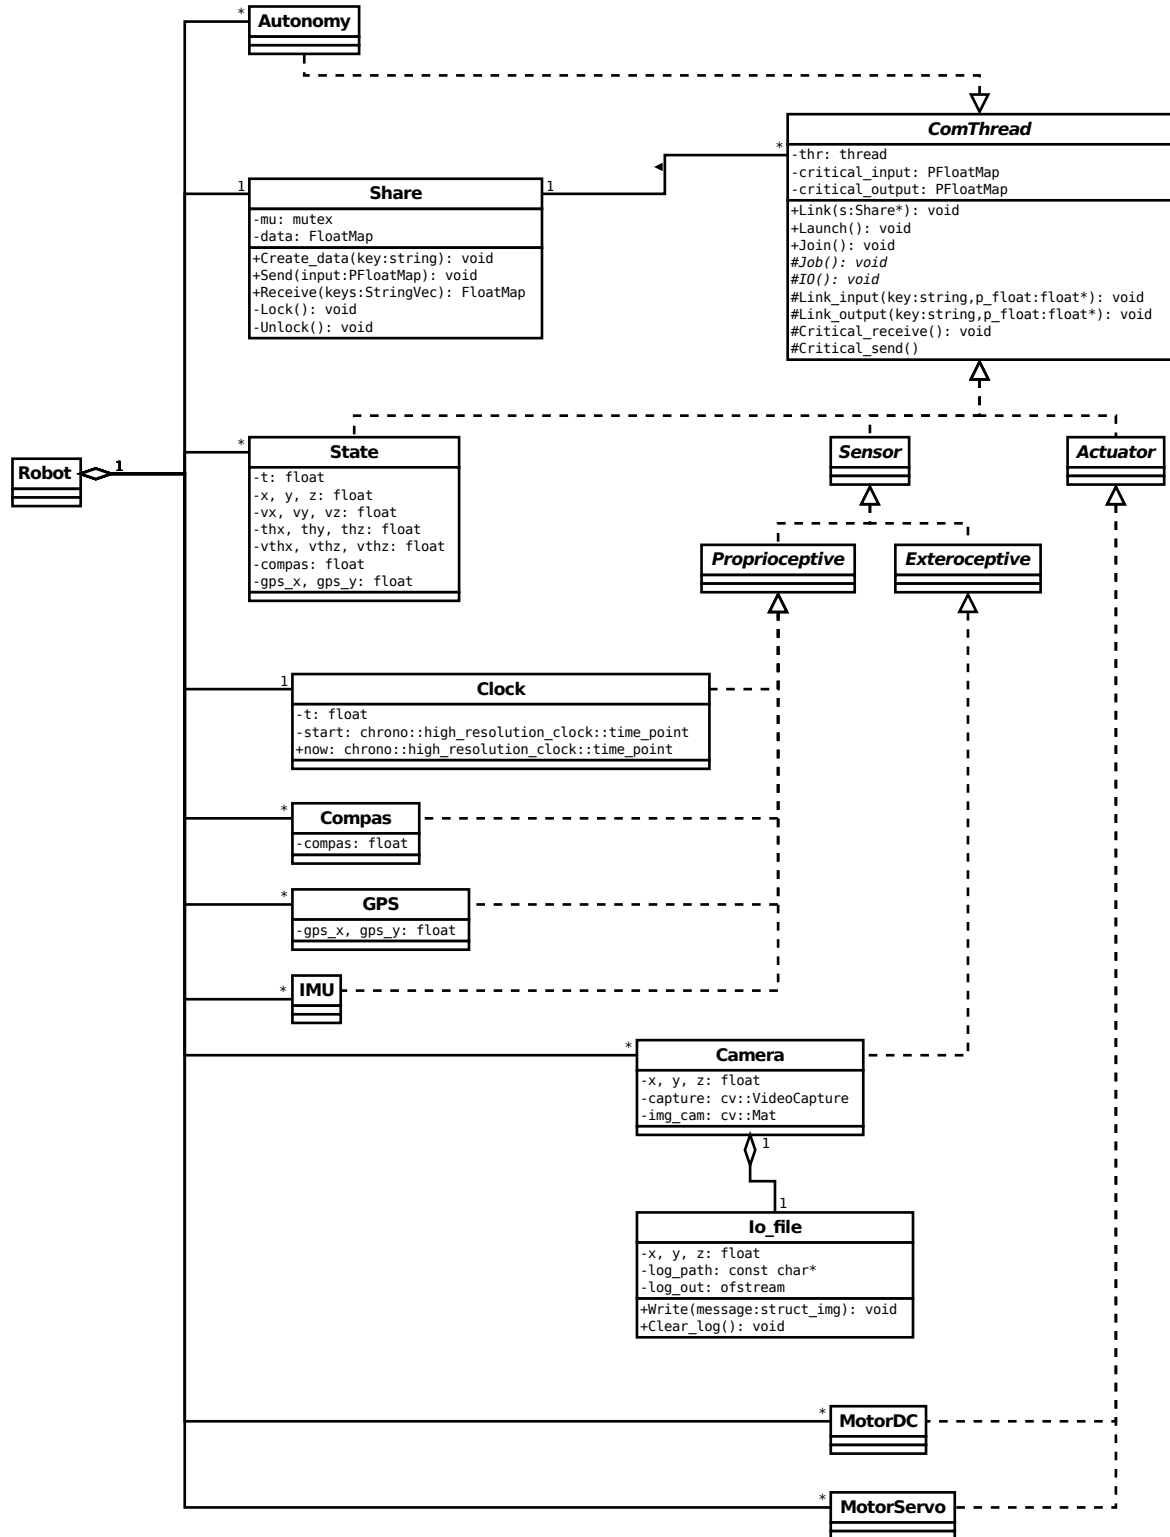 *
Autonomy
ComThread
*
-thr: thread
-critical_input: PFloatMap
-critical_output: PFloatMap
+Link(s:Share*): void
+Launch(): void
+Join(): void
#Job(): void
#IO(): void
#Link_input(key:string,p_float:float*): void
#Link_output(key:string,p_float:float*): void
#Critical_receive(): void
#Critical_send()
1
Share
1
-mu: mutex
-data: FloatMap
+Create_data(key:string): void
+Send(input:PFloatMap): void
+Receive(keys:StringVec): FloatMap
-Lock(): void
-Unlock(): void
Robot
1
*
State
-t: float
-x, y, z: float
-vx, vy, vz: float
-thx, thy, thz: float
-vthx, vthz, vthz: float
-compas: float
-gps_x, gps_y: float
Sensor
Actuator
Proprioceptive
Exteroceptive
1
Clock
-t: float
-start: chrono::high_resolution_clock::time_point
+now: chrono::high_resolution_clock::time_point
*
Compas
-compas: float
*
GPS
-gps_x, gps_y: float
*
IMU
*
Camera
-x, y, z: float
-capture: cv::VideoCapture
-img_cam: cv::Mat
1
1
Io_file
-x, y, z: float
-log_path: const char*
-log_out: ofstream
+Write(message:struct_img): void
+Clear_log(): void
*
MotorDC
*
MotorServo